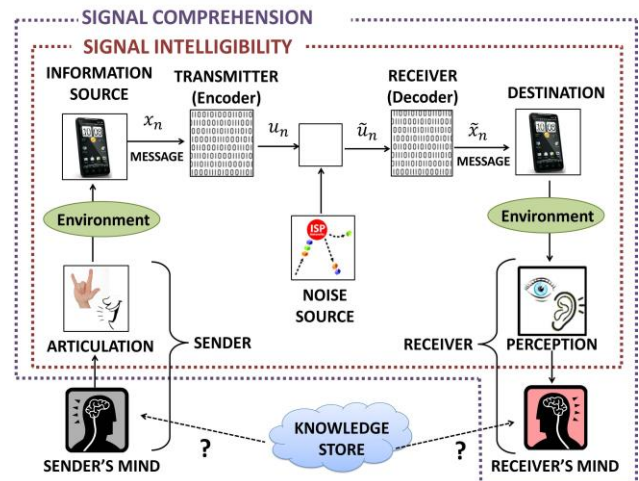 SIGNAL COMPREHENSION
SIGNAL INTELLIGIBILITY
INFORMATION
SOURCE
TRANSMITTER
(Encoder)
RECEIVER
(Decoder)
DESTINATION
xₙ
MESSAGE
uₙ
ũₙ
x̃ₙ
MESSAGE
Environment
Environment
ISP
NOISE
SOURCE
ARTICULATION
SENDER
RECEIVER
PERCEPTION
KNOWLEDGE
STORE
?
?
SENDER'S MIND
RECEIVER'S MIND